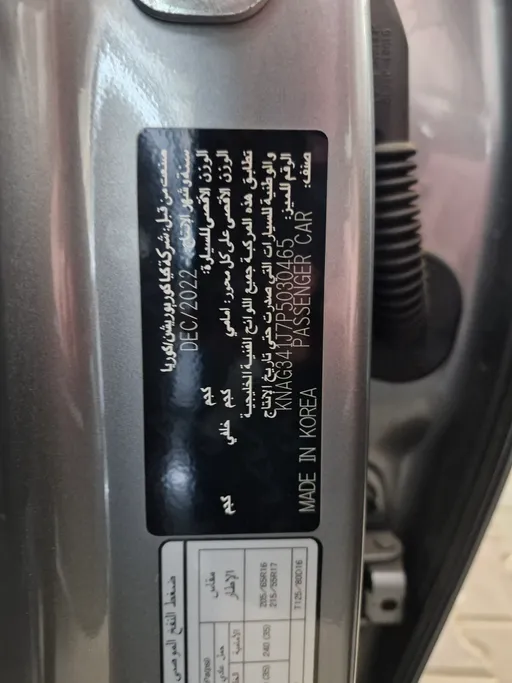 صنعت من قبل: شركة كيا كوربوريشن/كوريا
سنة وشهر الإنتاج: DEC/2022
الوزن الأقصى للسيارة: كجم
الوزن الأقصى على كل محور: امامي كجم خلفي كجم
تطابق هذه المركبة جميع اللوائح الفنية الخليجية
والوطنية للسيارات التي صدرت حتى تاريخ الإنتاج
الرقم المميز: KNAG341J7P5030465
صنف: PASSENGER CAR
MADE IN KOREA
ضغط النفخ الموصى
مقاس الإطار
205/65R16
215/55R17
T125/80D16
240 (35)